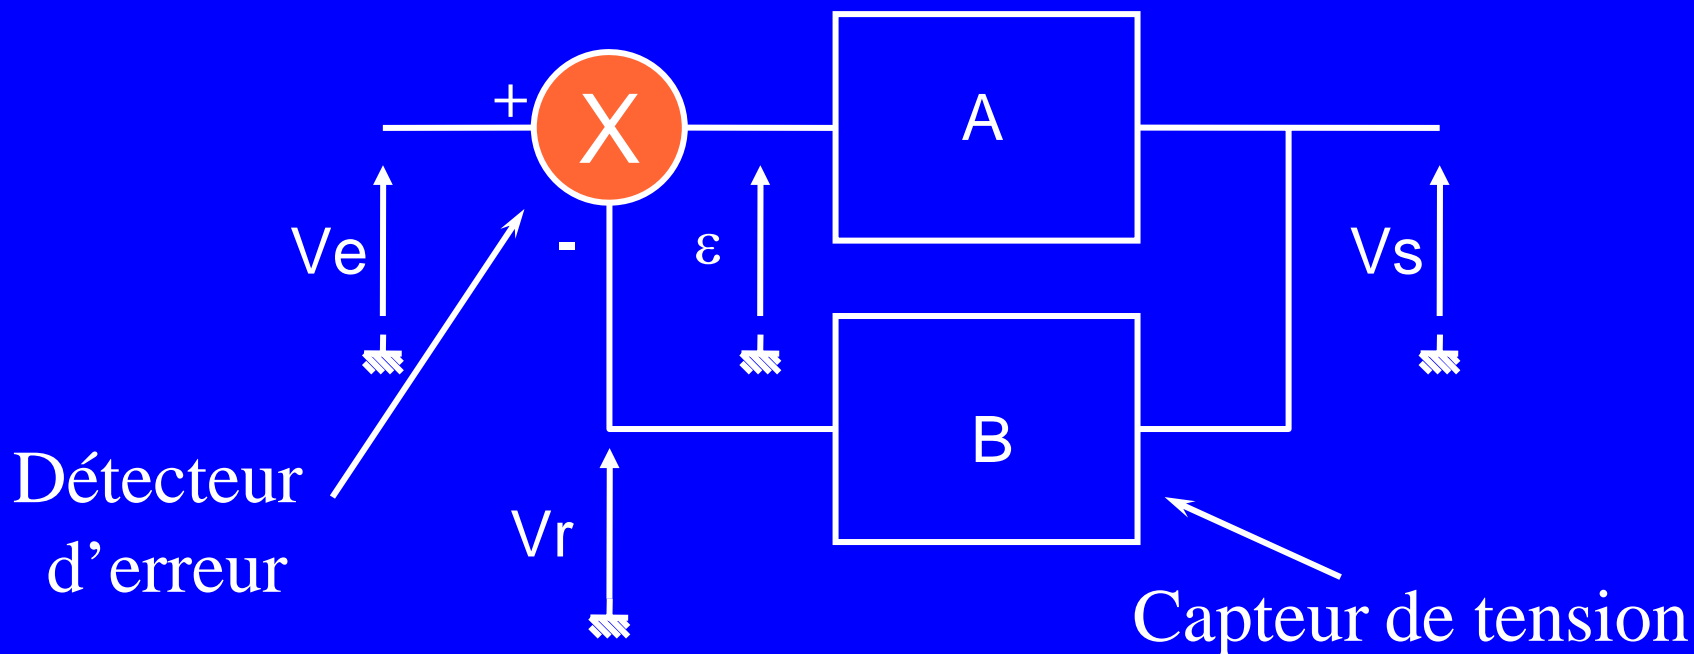 +
X
A
Ve
-
ε
Vs
B
Détecteur
d’erreur
Vr
Capteur de tension